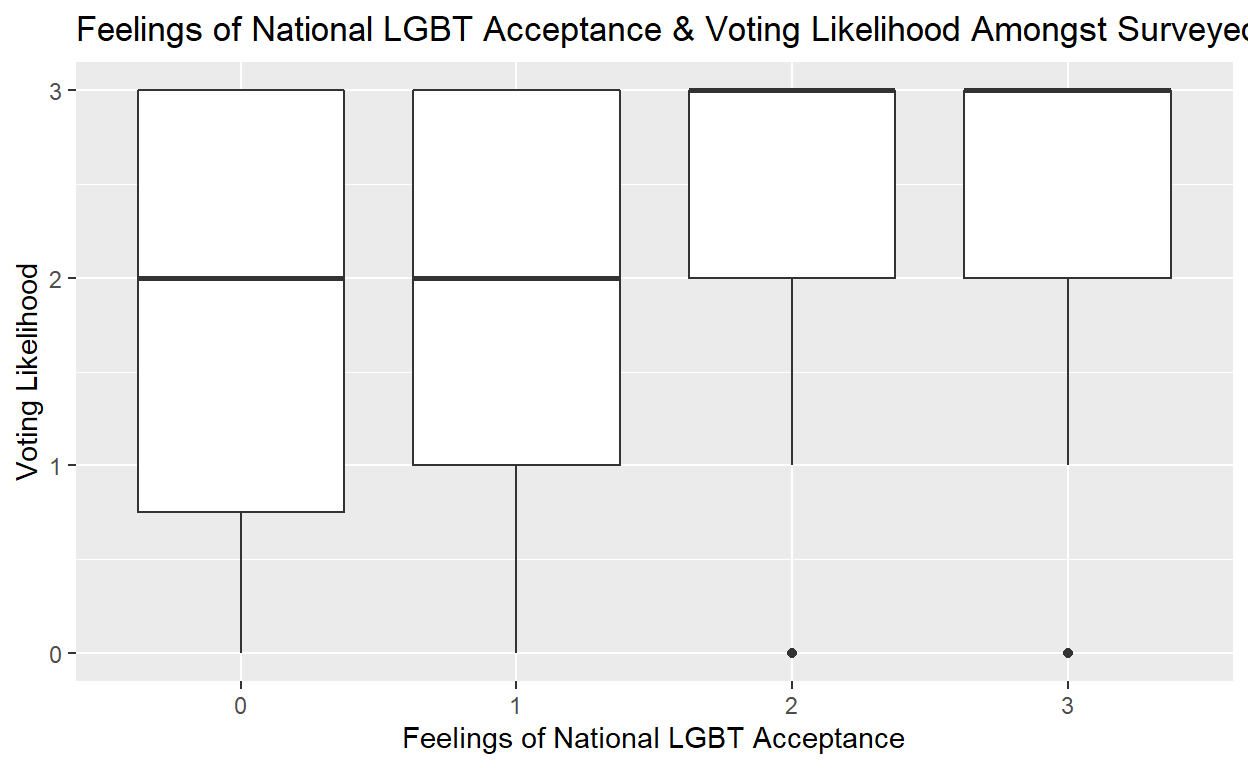 Feelings of National LGBT Acceptance & Voting Likelihood Amongst Surveyed
Voting Likelihood
3
2
1
0
0 1 2 3
Feelings of National LGBT Acceptance